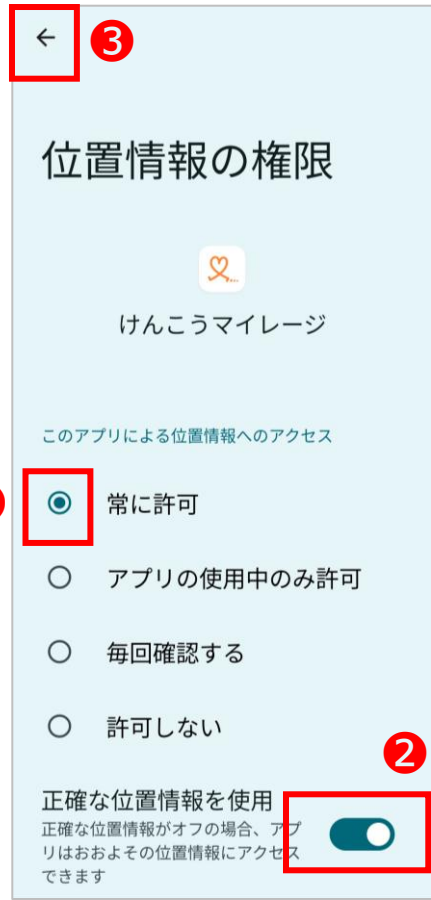 ← ❸
位置情報の権限
けんこうマイレージ
このアプリによる位置情報へのアクセス
常に許可
アプリの使用中のみ許可
毎回確認する
許可しない
❷
正確な位置情報を使用
正確な位置情報がオフの場合、アプ
リはおおよその位置情報にアクセス
できます